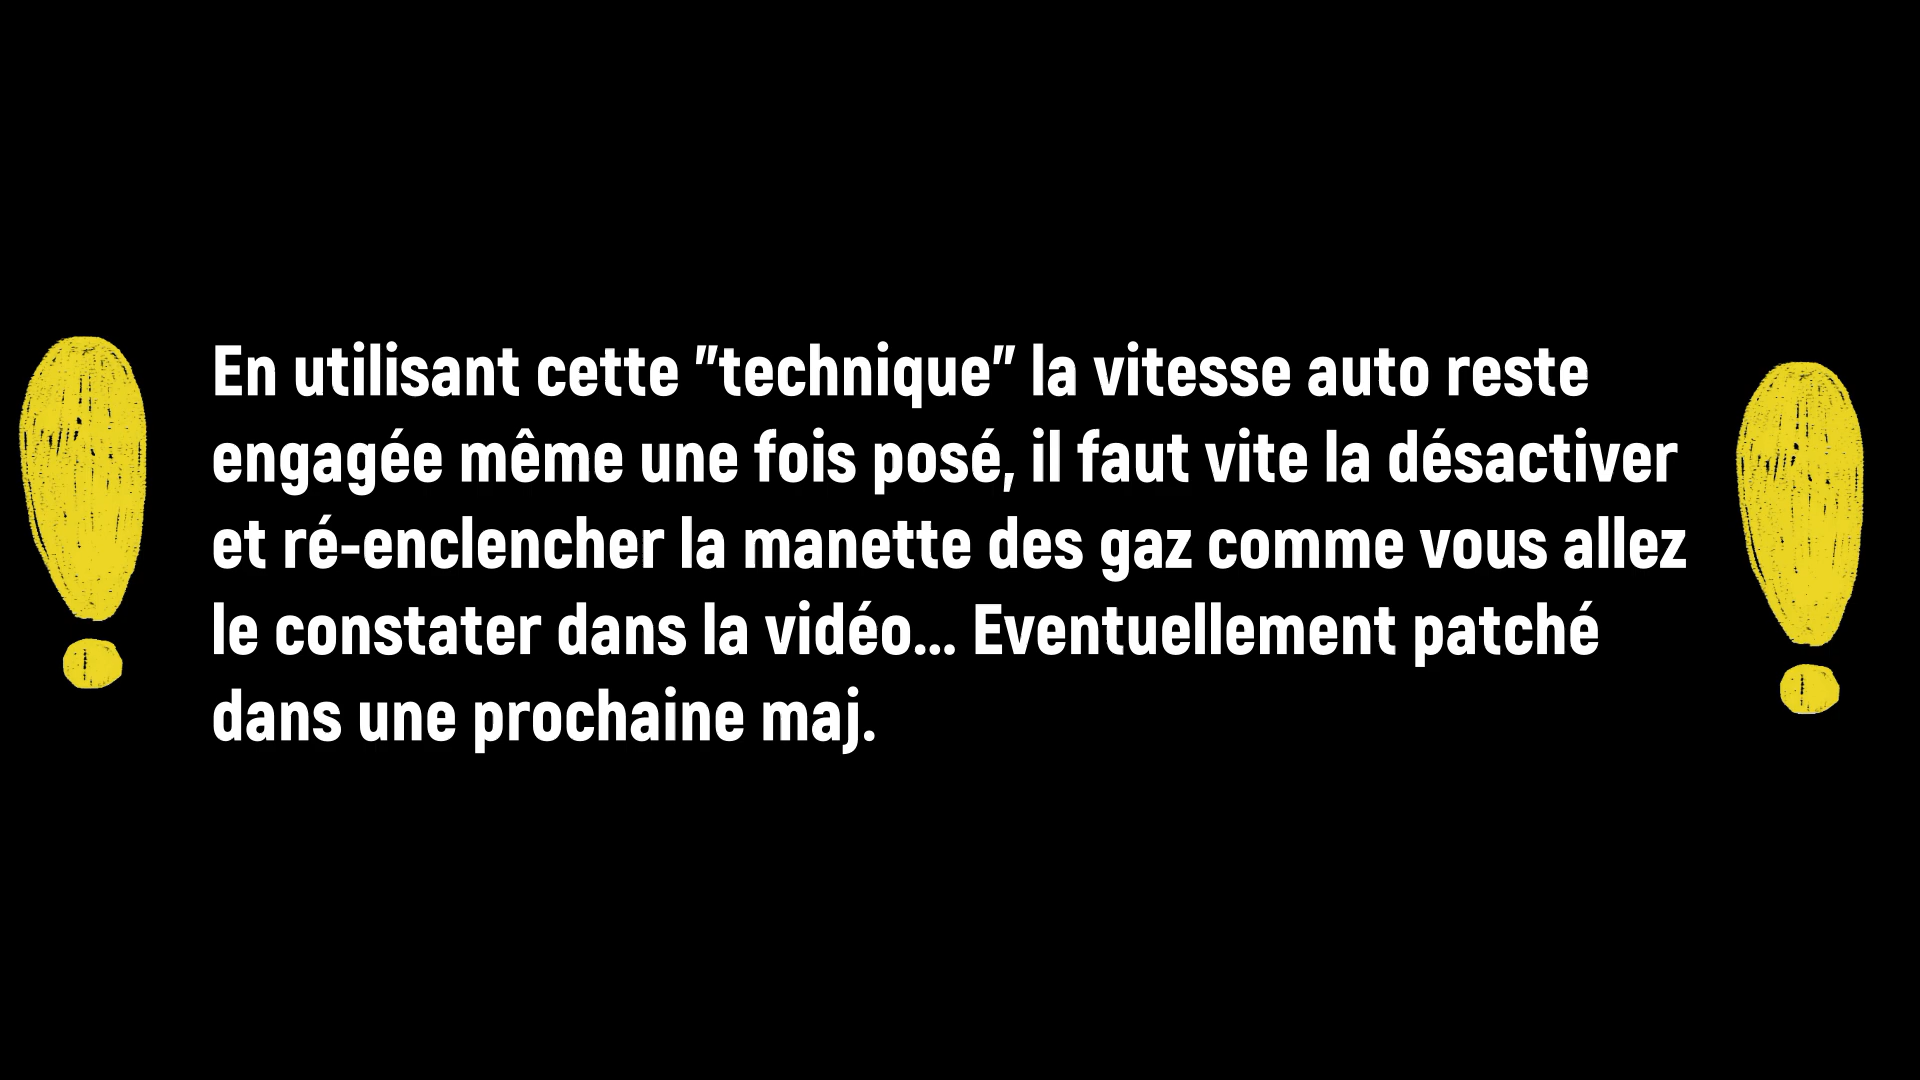 En utilisant cette "technique" la vitesse auto reste
engagée même une fois posé, il faut vite la désactiver
et ré-enclencher la manette des gaz comme vous allez
le constater dans la vidéo... Eventuellement patché
dans une prochaine maj.